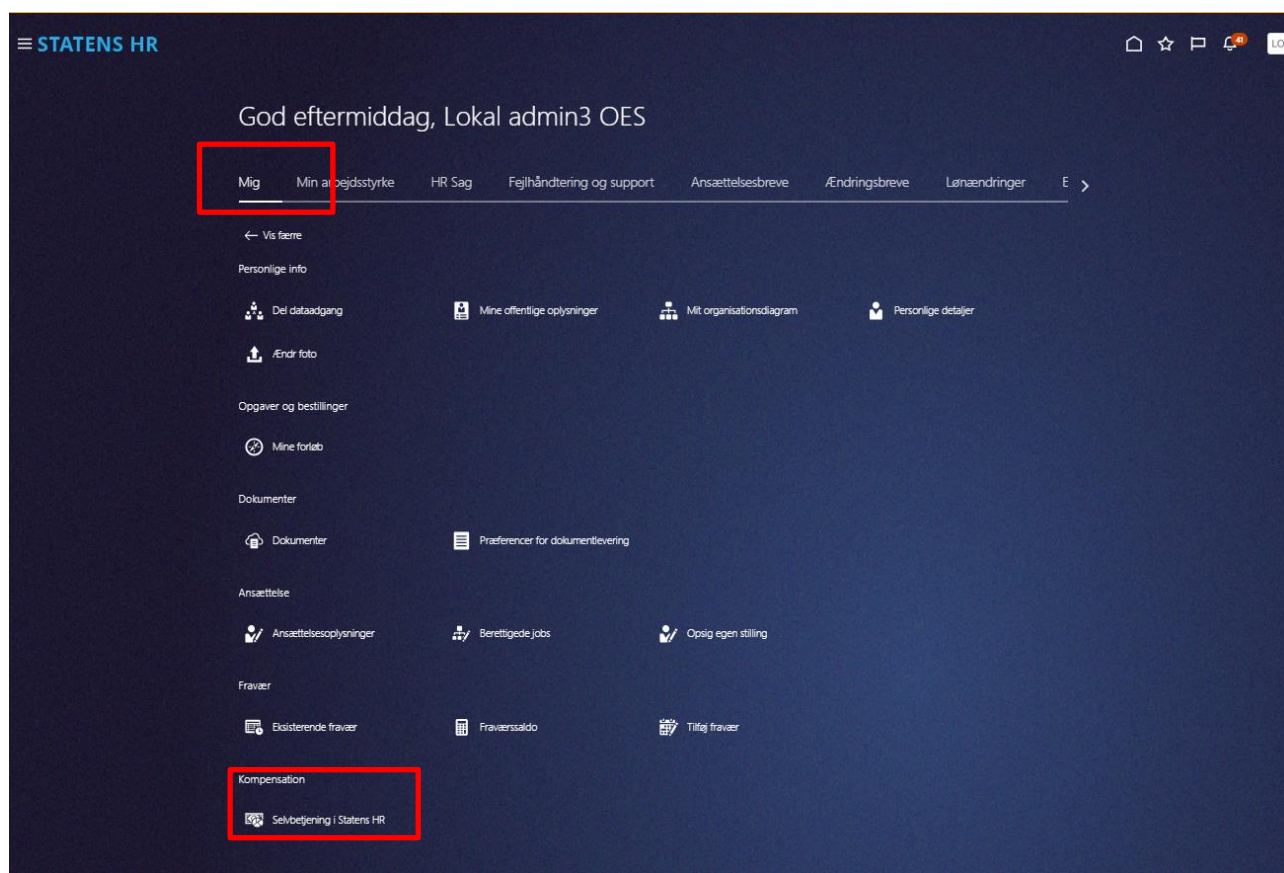 STATENS HR
41
LO
God eftermiddag, Lokal admin3 OES
Mig Min arbejdsstyrke HR Sag Fejlhåndtering og support Ansættelsesbreve Ændringsbreve Lønændringer E
Vis færre
Personlige info
Del dataadgang Mine offentlige oplysninger Mit organisationsdiagram Personlige detaljer
Ændr foto
Opgaver og bestillinger
Mine forløb
Dokumenter
Dokumenter Præferencer for dokumentlevering
Ansættelse
Ansættelsesoplysninger Berettigede jobs Opsig egen stilling
Fravær
Eksisterende fravær Fraværssaldo Tilføj fravær
Kompensation
Selvbetjening i Statens HR